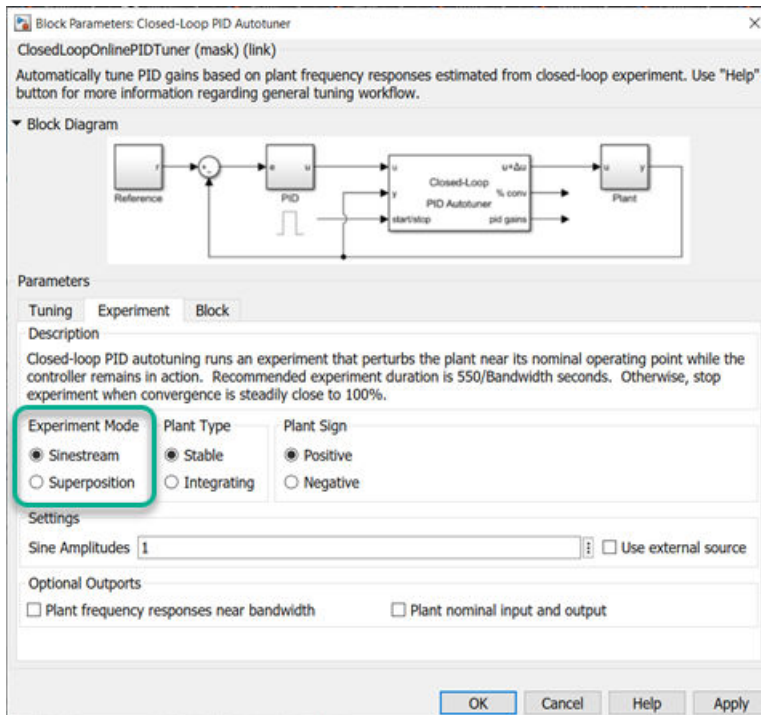 Block Parameters: Closed-Loop PID Autotuner
ClosedLoopOnlinePIDTuner (mask) (link)
Automatically tune PID gains based on plant frequency responses estimated from closed-loop experiment. Use "Help"
button for more information regarding general tuning workflow.
Block Diagram
Reference r
+ -
e PID u
u y start/stop Closed-Loop PID Autotuner u+Δu % conv pid gains
u Plant y
Parameters
Tuning Experiment Block
Description
Closed-loop PID autotuning runs an experiment that perturbs the plant near its nominal operating point while the
controller remains in action. Recommended experiment duration is 550/Bandwidth seconds. Otherwise, stop
experiment when convergence is steadily close to 100%.
Experiment Mode Plant Type Plant Sign
Sinestream Stable Positive
Superposition Integrating Negative
Settings
Sine Amplitudes 1 Use external source
Optional Outports
Plant frequency responses near bandwidth Plant nominal input and output
OK Cancel Help Apply